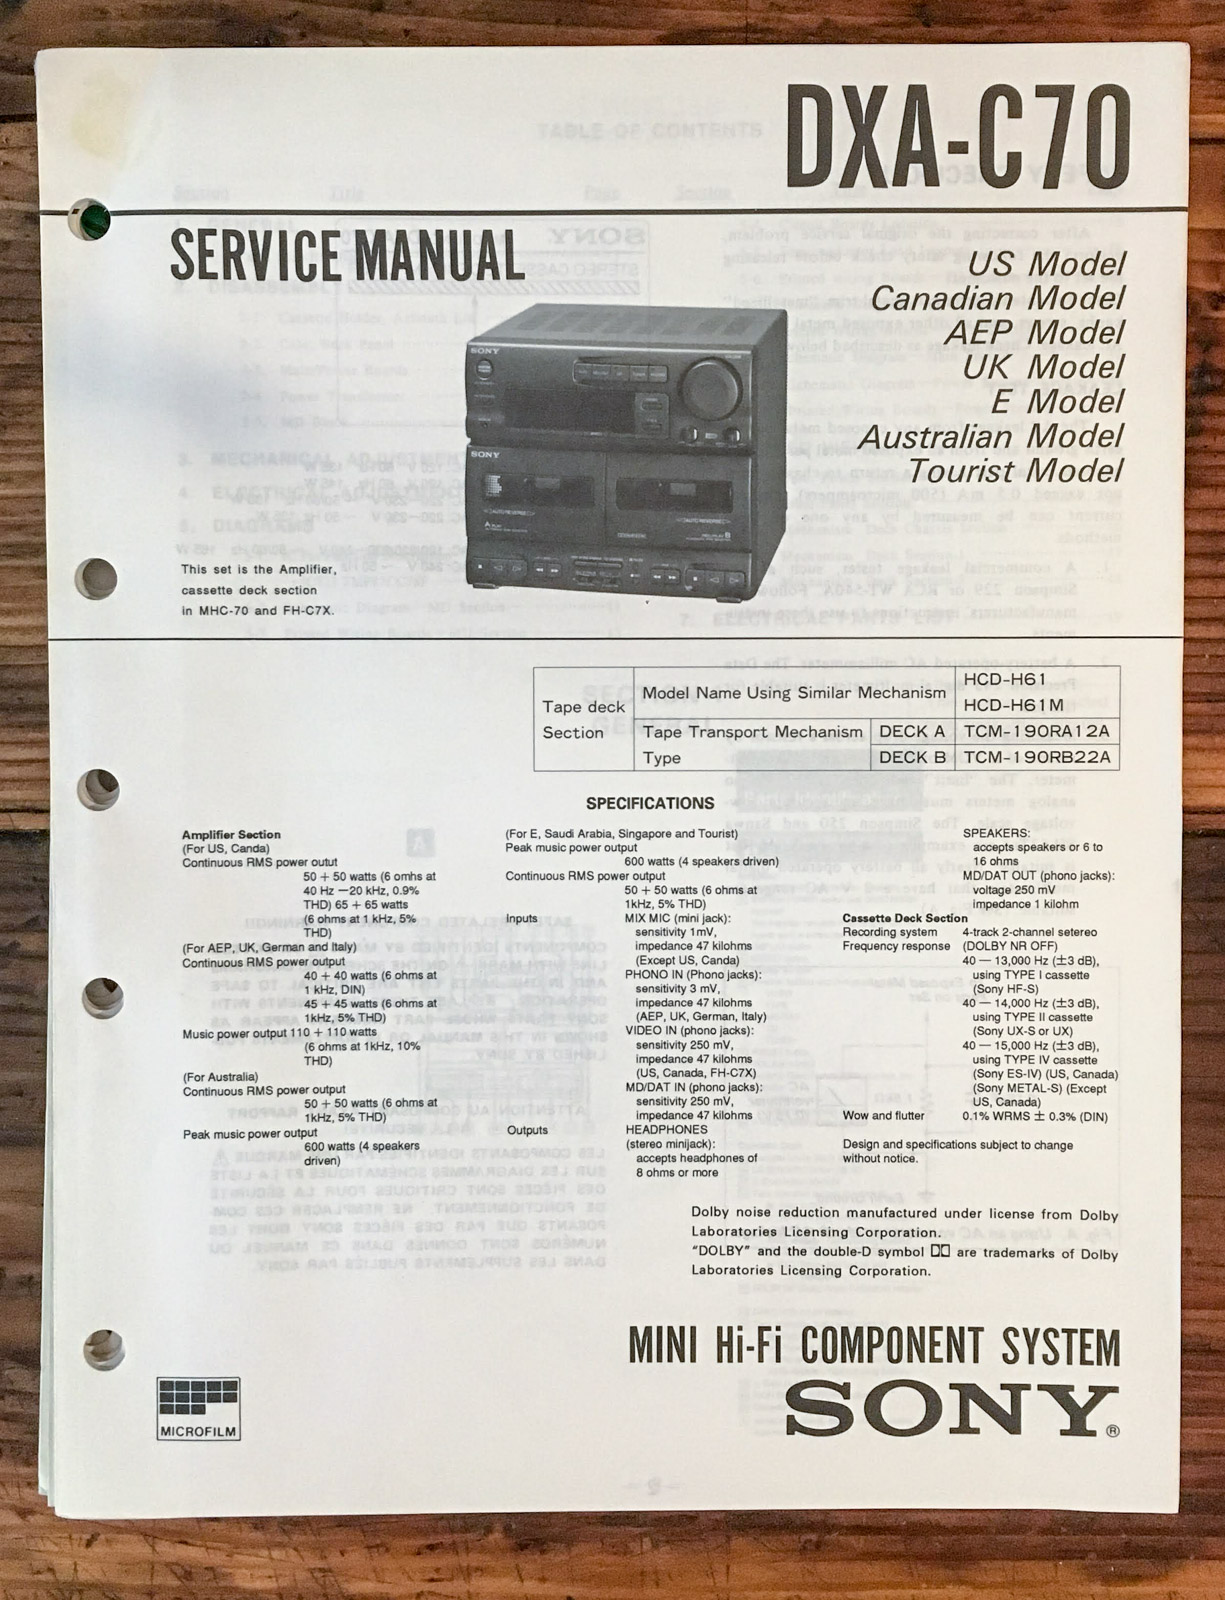 DXA-C70
SERVICE MANUAL
US Model
Canadian Model
AEP Model
UK Model
E Model
Australian Model
Tourist Model
SONY
SONY
This set is the Amplifier,
cassette deck section
in MHC-70 and FH-C7X.
Tape deck
Section
Model Name Using Similar Mechanism
HCD-H61
HCD-H61M
Tape Transport Mechanism
Type
DECK A
TCM-190RA12A
DECK B
TCM-190RB22A
SPECIFICATIONS
Amplifier Section
(For US, Canda)
Continuous RMS power outut
50 + 50 watts (6 omhs at
40 Hz —20 kHz, 0.9%
THD) 65 + 65 watts
(6 ohms at 1 kHz, 5%
THD)
(For AEP, UK, German and Italy)
Continuous RMS power output
40 + 40 watts (6 ohms at
1 kHz, DIN)
45 + 45 watts (6 ohms at
1kHz, 5% THD)
Music power output 110 + 110 watts
(6 ohms at 1kHz, 10%
THD)
(For Australia)
Continuous RMS power output
50 + 50 watts (6 ohms at
1kHz, 5% THD)
Peak music power output
600 watts (4 speakers
driven)
(For E, Saudi Arabia, Singapore and Tourist)
Peak music power output
600 watts (4 speakers driven)
Continuous RMS power output
50 + 50 watts (6 ohms at
1kHz, 5% THD)
Inputs MIX MIC (mini jack):
sensitivity 1mV,
impedance 47 kilohms
(Except US, Canda)
PHONO IN (Phono jacks):
sensitivity 3 mV,
impedance 47 kilohms
(AEP, UK, German, Italy)
VIDEO IN (phono jacks):
sensitivity 250 mV,
impedance 47 kilohms
(US, Canada, FH-C7X)
MD/DAT IN (phono jacks):
sensitivity 250 mV,
impedance 47 kilohms
Outputs HEADPHONES
(stereo minijack):
accepts headphones of
8 ohms or more
SPEAKERS:
accepts speakers or 6 to
16 ohms
MD/DAT OUT (phono jacks):
voltage 250 mV
impedance 1 kilohm
Cassette Deck Section
Recording system 4-track 2-channel setereo
Frequency response (DOLBY NR OFF)
40 — 13,000 Hz (±3 dB),
using TYPE I cassette
(Sony HF-S)
40 — 14,000 Hz (±3 dB),
using TYPE II cassette
(Sony UX-S or UX)
40 — 15,000 Hz (±3 dB),
using TYPE IV cassette
(Sony ES-IV) (US, Canada)
(Sony METAL-S) (Except
US, Canada)
Wow and flutter 0.1% WRMS ± 0.3% (DIN)
Design and specifications subject to change
without notice.
Dolby noise reduction manufactured under license from Dolby
Laboratories Licensing Corporation.
"DOLBY" and the double-D symbol are trademarks of Dolby
Laboratories Licensing Corporation.
MINI Hi-Fi COMPONENT SYSTEM
SONY®
MICROFILM